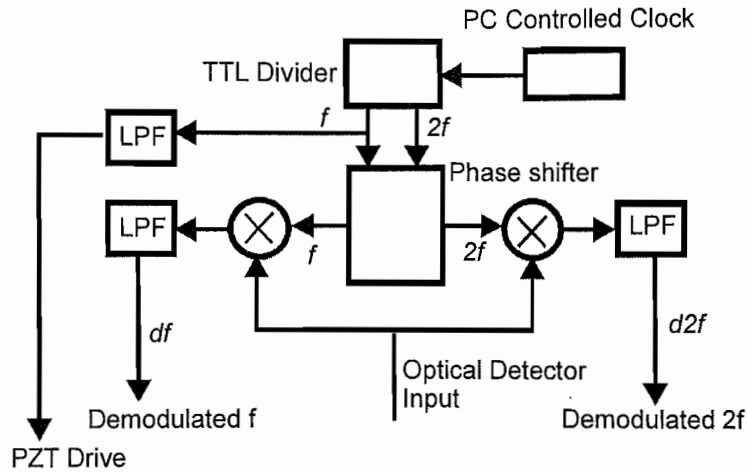 PC Controlled Clock
TTL Divider
f
2f
LPF
Phase shifter
LPF
f
2f
LPF
df
d2f
Optical Detector
Input
Demodulated f
Demodulated 2f
PZT Drive